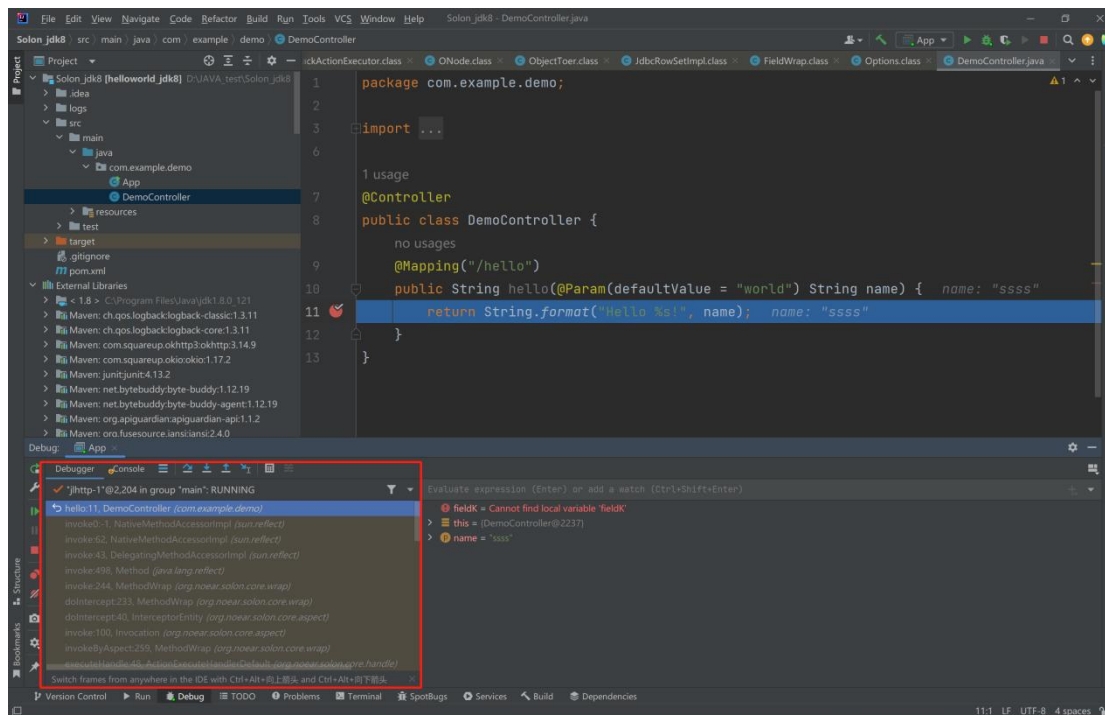 File Edit View Navigate Code Refactor Build Run Tools VCS Window Help Solon_jdk8 - DemoController.java
Solon_jdk8 src main java com example demo DemoController App
Project
ckActionExecutor.class ONode.class ObjectToer.class JdbcRowSetImpl.class FieldWrap.class Options.class DemoController.java
Solon_jdk8 [helloworld_jdk8] D:\JAVA_test\Solon_jdk8
.idea
logs
src
main
java
com.example.demo
App
DemoController
resources
test
target
.gitignore
pom.xml
External Libraries
< 1.8 > C:\Program Files\Java\jdk1.8.0_121
Maven: ch.qos.logback:logback-classic:1.3.11
Maven: ch.qos.logback:logback-core:1.3.11
Maven: com.squareup.okhttp3:okhttp:3.14.9
Maven: com.squareup.okio:okio:1.17.2
Maven: junit:junit:4.13.2
Maven: net.bytebuddy:byte-buddy:1.12.19
Maven: net.bytebuddy:byte-buddy-agent:1.12.19
Maven: org.apiguardian:apiguardian-api:1.1.2
Maven: org.fusesource.jansi:jansi:2.4.0
1 package com.example.demo;
1
2
3 import ...
6
1 usage
7 @Controller
8 public class DemoController {
no usages
9 @Mapping("/hello")
10 public String hello(@Param(defaultValue = "world") String name) { name: "ssss"
11 return String.format("Hello %s!", name); name: "ssss"
12 }
13 }
Debug: App
Debugger Console
"jlhttp-1"@2,204 in group "main": RUNNING
hello:11, DemoController (com.example.demo)
invoke0:-1, NativeMethodAccessorImpl (sun.reflect)
invoke:62, NativeMethodAccessorImpl (sun.reflect)
invoke:43, DelegatingMethodAccessorImpl (sun.reflect)
invoke:498, Method (java.lang.reflect)
invoke:244, MethodWrap (org.noear.solon.core.wrap)
doIntercept:233, MethodWrap (org.noear.solon.core.wrap)
doIntercept:40, InterceptorEntity (org.noear.solon.core.aspect)
invoke:100, Invocation (org.noear.solon.core.aspect)
invokeByAspect:259, MethodWrap (org.noear.solon.core.wrap)
executeHandle:48, ActionExecuteHandlerDefault (org.noear.solon.core.handle)
Switch frames from anywhere in the IDE with Ctrl+Alt+向上箭头 and Ctrl+Alt+向下箭头
Evaluate expression (Enter) or add a watch (Ctrl+Shift+Enter)
fieldK = Cannot find local variable 'fieldK'
this = {DemoController@2237}
name = "ssss"
Structure
Bookmarks
Version Control Run Debug TODO Problems Terminal SpotBugs Services Build Dependencies
11:1 LF UTF-8 4 spaces